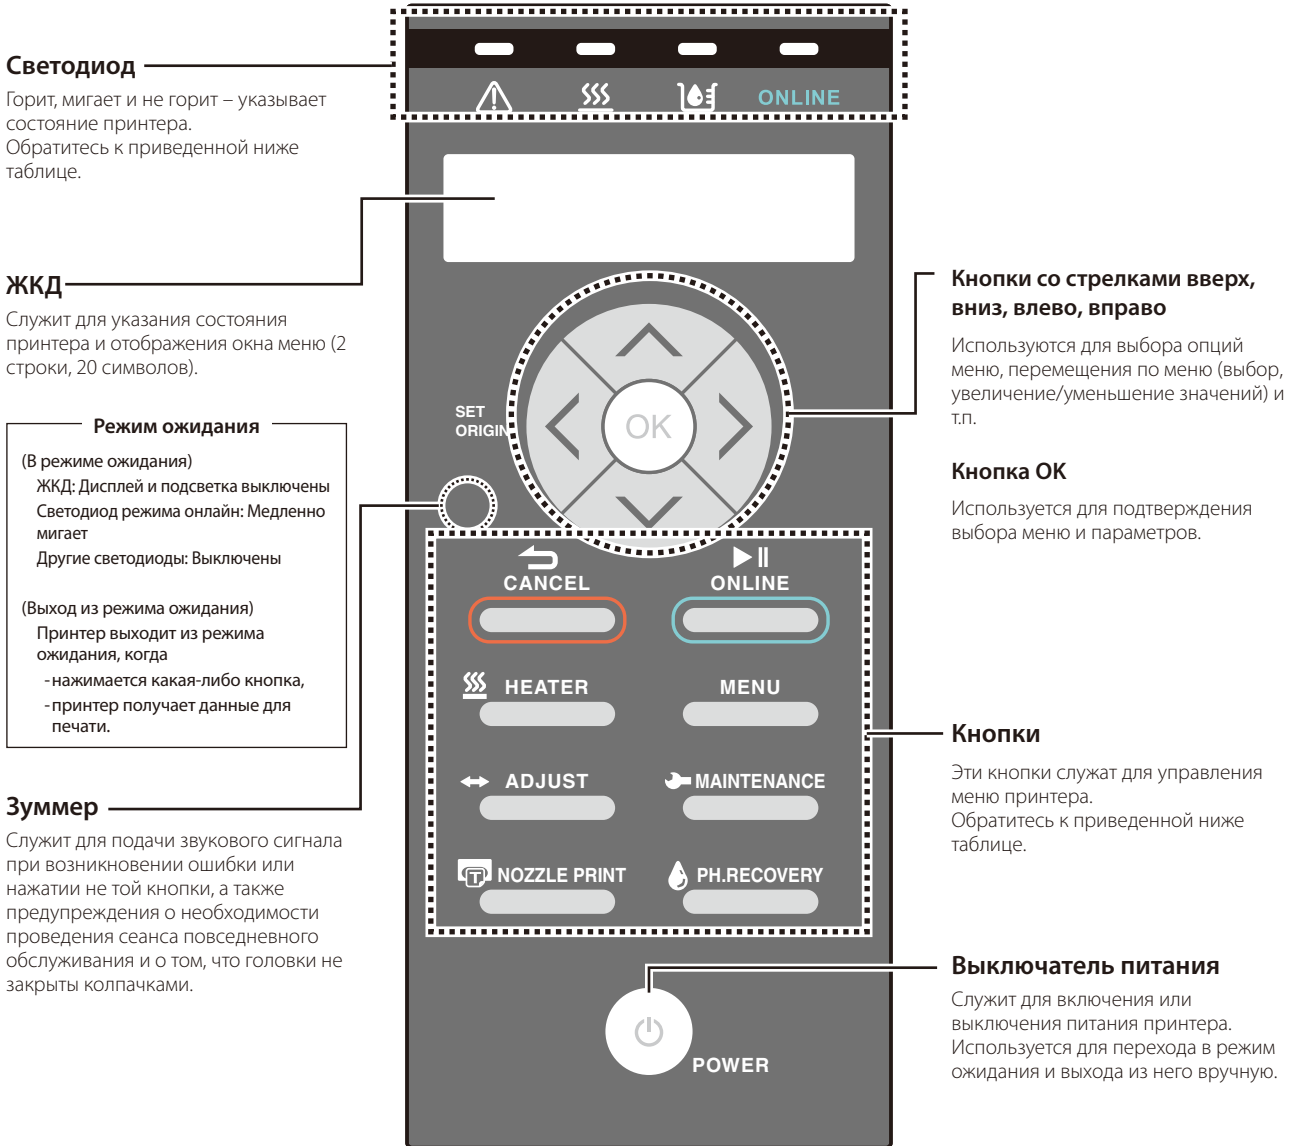 Светодиод
Горит, мигает и не горит – указывает
состояние принтера.
Обратитесь к приведенной ниже
таблице.
ЖКД
Служит для указания состояния
принтера и отображения окна меню (2
строки, 20 символов).
Режим ожидания
(В режиме ожидания)
ЖКД: Дисплей и подсветка выключены
Светодиод режима онлайн: Медленно
мигает
Другие светодиоды: Выключены
(Выход из режима ожидания)
Принтер выходит из режима
ожидания, когда
-нажимается какая-либо кнопка,
-принтер получает данные для
печати.
Зуммер
Служит для подачи звукового сигнала
при возникновении ошибки или
нажатии не той кнопки, а также
предупреждения о необходимости
проведения сеанса повседневного
обслуживания и о том, что головки не
закрыты колпачками.
ONLINE
SET
ORIGIN
OK
CANCEL
ONLINE
HEATER
MENU
ADJUST
MAINTENANCE
T
NOZZLE PRINT
PH.RECOVERY
POWER
Кнопки со стрелками вверх,
вниз, влево, вправо
Используются для выбора опций
меню, перемещения по меню (выбор,
увеличение/уменьшение значений) и
т.п.
Кнопка OK
Используется для подтверждения
выбора меню и параметров.
Кнопки
Эти кнопки служат для управления
меню принтера.
Обратитесь к приведенной ниже
таблице.
Выключатель питания
Служит для включения или
выключения питания принтера.
Используется для перехода в режим
ожидания и выхода из него вручную.